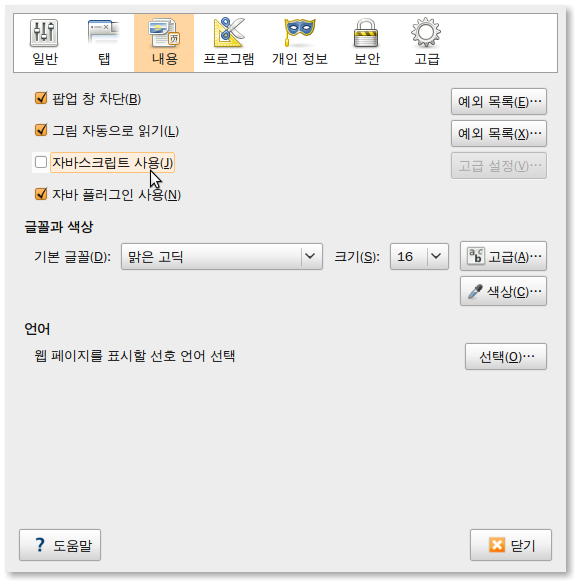 일반 탭 내용 프로그램 개인 정보 보안 고급
팝업 창 차단(B) 예외 목록(E)…
그림 자동으로 읽기(L) 예외 목록(X)…
자바스크립트 사용(J) 고급 설정(V)…
자바 플러그인 사용(N)
글꼴과 색상
기본 글꼴(D): 맑은 고딕 크기(S): 16 고급(A)…
색상(C)…
언어
웹 페이지를 표시할 선호 언어 선택 선택(O)…
도움말 닫기